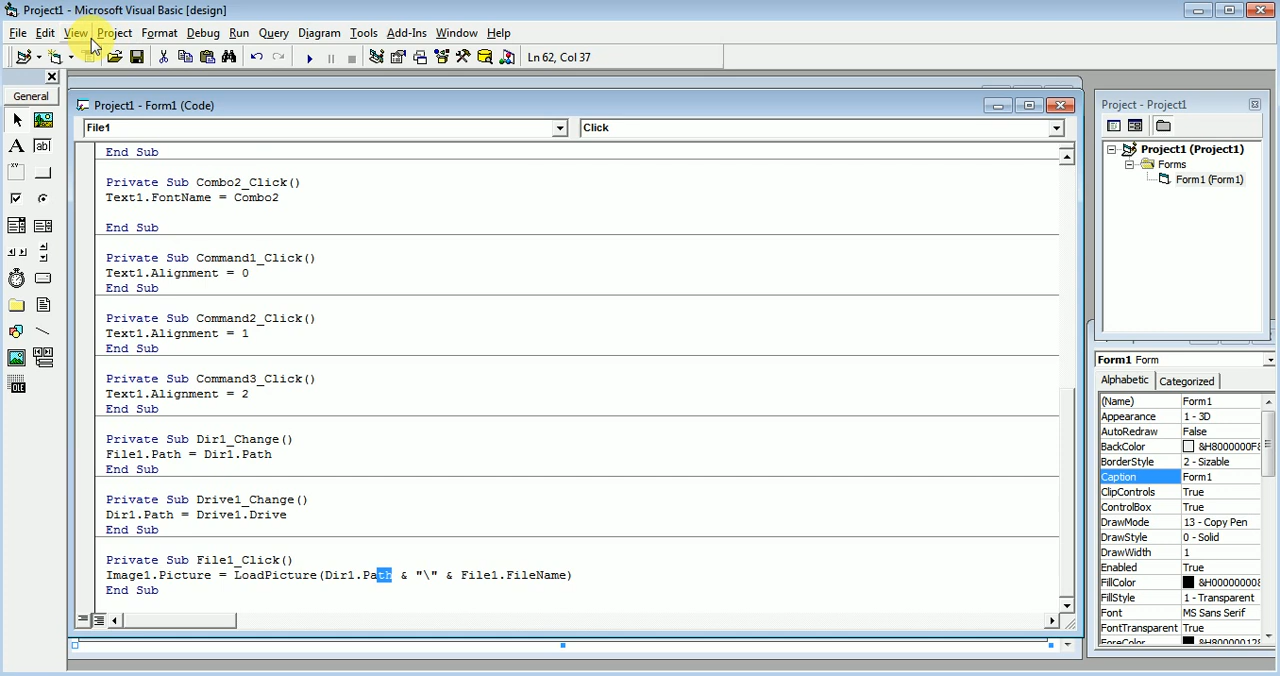 Project1 - Microsoft Visual Basic [design]
File Edit View Project Format Debug Run Query Diagram Tools Add-Ins Window Help
Ln 62, Col 37
General
Project1 - Form1 (Code)
File1 Click
End Sub
Private Sub Combo2_Click()
Text1.FontName = Combo2
End Sub
Private Sub Command1_Click()
Text1.Alignment = 0
End Sub
Private Sub Command2_Click()
Text1.Alignment = 1
End Sub
Private Sub Command3_Click()
Text1.Alignment = 2
End Sub
Private Sub Dir1_Change()
File1.Path = Dir1.Path
End Sub
Private Sub Drive1_Change()
Dir1.Path = Drive1.Drive
End Sub
Private Sub File1_Click()
Image1.Picture = LoadPicture(Dir1.Path & "\" & File1.FileName)
End Sub
Project - Project1
Project1 (Project1)
Forms
Form1 (Form1)
Form1 Form
Alphabetic Categorized
(Name) Form1
Appearance 1 - 3D
AutoRedraw False
BackColor &H8000000F&
BorderStyle 2 - Sizable
Caption Form1
ClipControls True
ControlBox True
DrawMode 13 - Copy Pen
DrawStyle 0 - Solid
DrawWidth 1
Enabled True
FillColor &H00000000&
FillStyle 1 - Transparent
Font MS Sans Serif
FontTransparent True
ForeColor &H80000012&